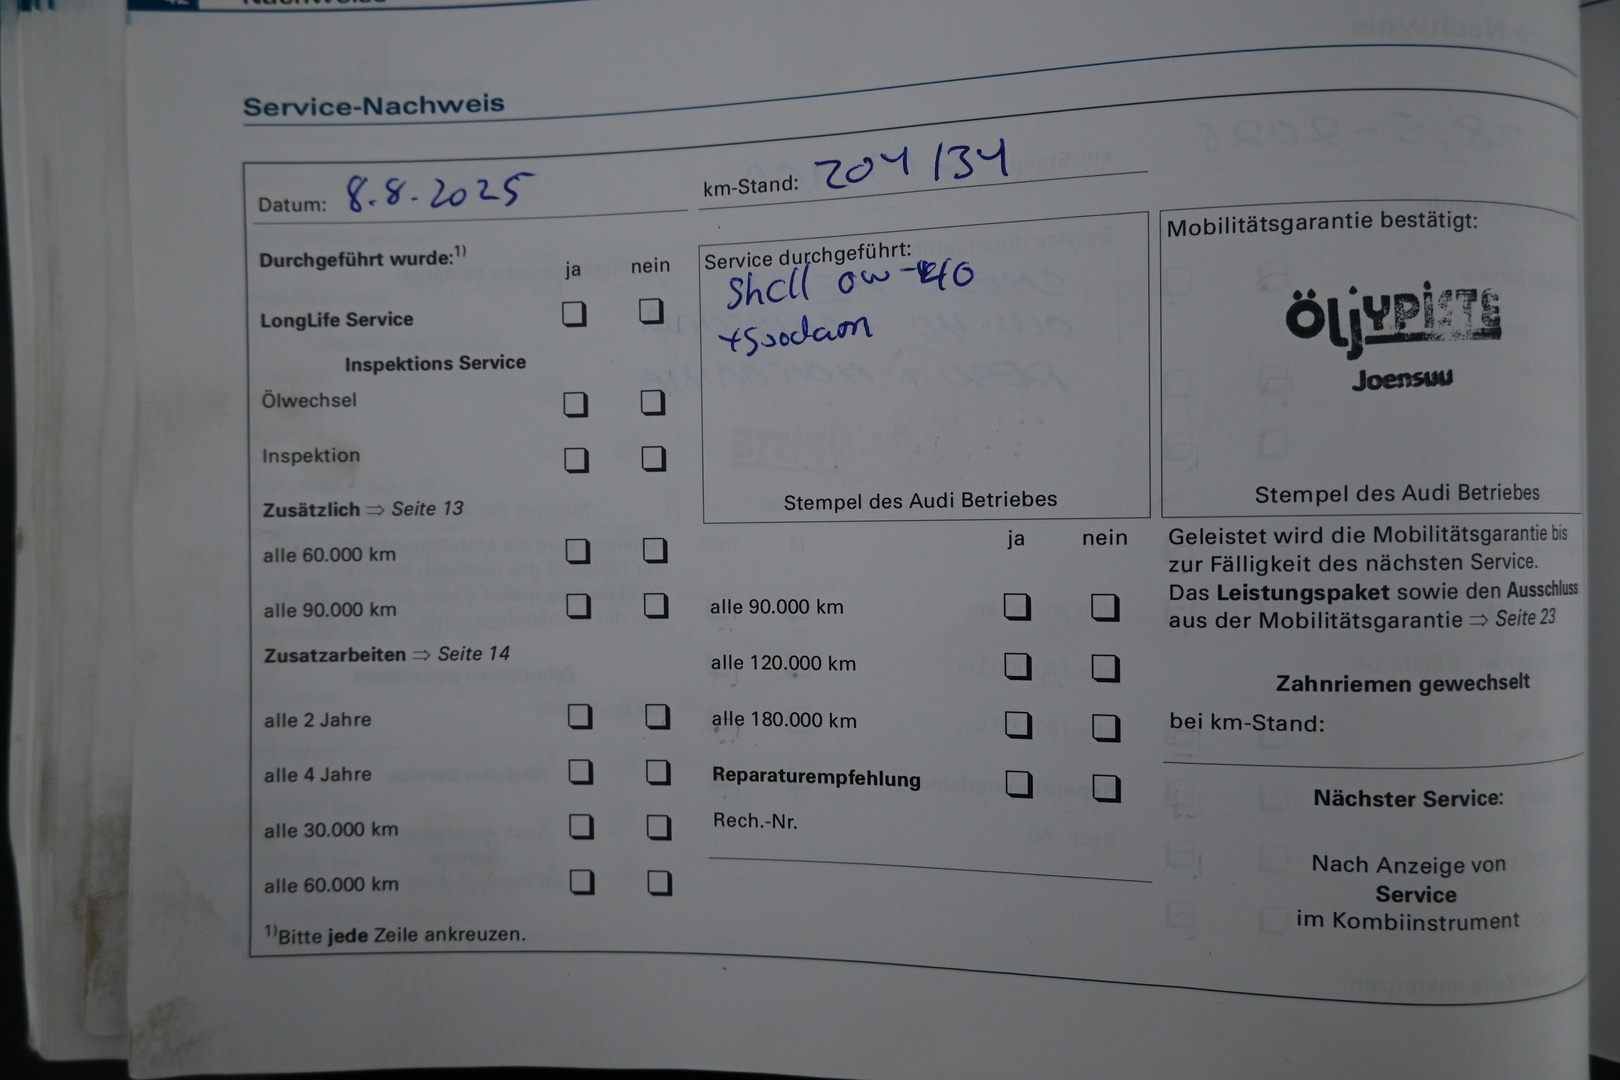 Nachweise
Service-Nachweis
Datum: 8.8.2025
km-Stand: 204134
Durchgeführt wurde:1)
ja nein
LongLife Service
Inspektions Service
Ölwechsel
Inspektion
Zusätzlich ⇒ Seite 13
alle 60.000 km
alle 90.000 km
Zusatzarbeiten ⇒ Seite 14
alle 2 Jahre
alle 4 Jahre
alle 30.000 km
alle 60.000 km
1)Bitte jede Zeile ankreuzen.
Service durchgeführt:
Shell 0w-40
+Suodatin
Stempel des Audi Betriebes
ja nein
alle 90.000 km
alle 120.000 km
alle 180.000 km
Reparaturempfehlung
Rech.-Nr.
Mobilitätsgarantie bestätigt:
ÖljYPISTE
Joensuu
Stempel des Audi Betriebes
Geleistet wird die Mobilitätsgarantie bis
zur Fälligkeit des nächsten Service.
Das Leistungspaket sowie den Ausschluss
aus der Mobilitätsgarantie ⇒ Seite 23
Zahnriemen gewechselt
bei km-Stand:
Nächster Service:
Nach Anzeige von
Service
im Kombiinstrument